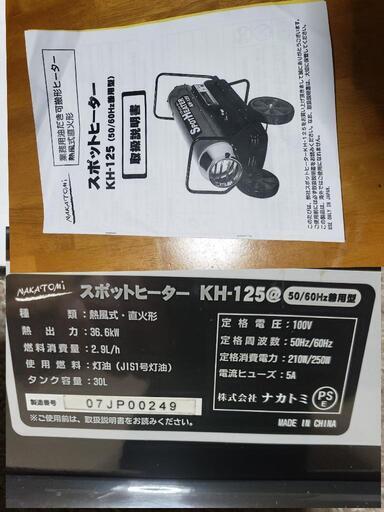 業務用油だき可搬形ヒーター
熱風式直火形
スポットヒーター
KH-125 (50/60Hz兼用型)
取扱説明書
SPOTHEATER
NAKATOMI
USE ONLY IN JAPAN.
NAKATOMI スポットヒーター KH-125@ 50/60Hz兼用型
種類：熱風式・直火形
熱出力：36.6kW
燃料消費量：2.9L/h
使用燃料：灯油（JIS1号灯油）
タンク容量：30L
製造番号 07JP00249
※ご使用前に、取扱説明書をお読みください。
定格電圧：100V
定格周波数：50Hz/60Hz
定格消費電力：210W/250W
電流ヒューズ：5A
株式会社 ナカトミ
PS
E
MADE IN CHINA